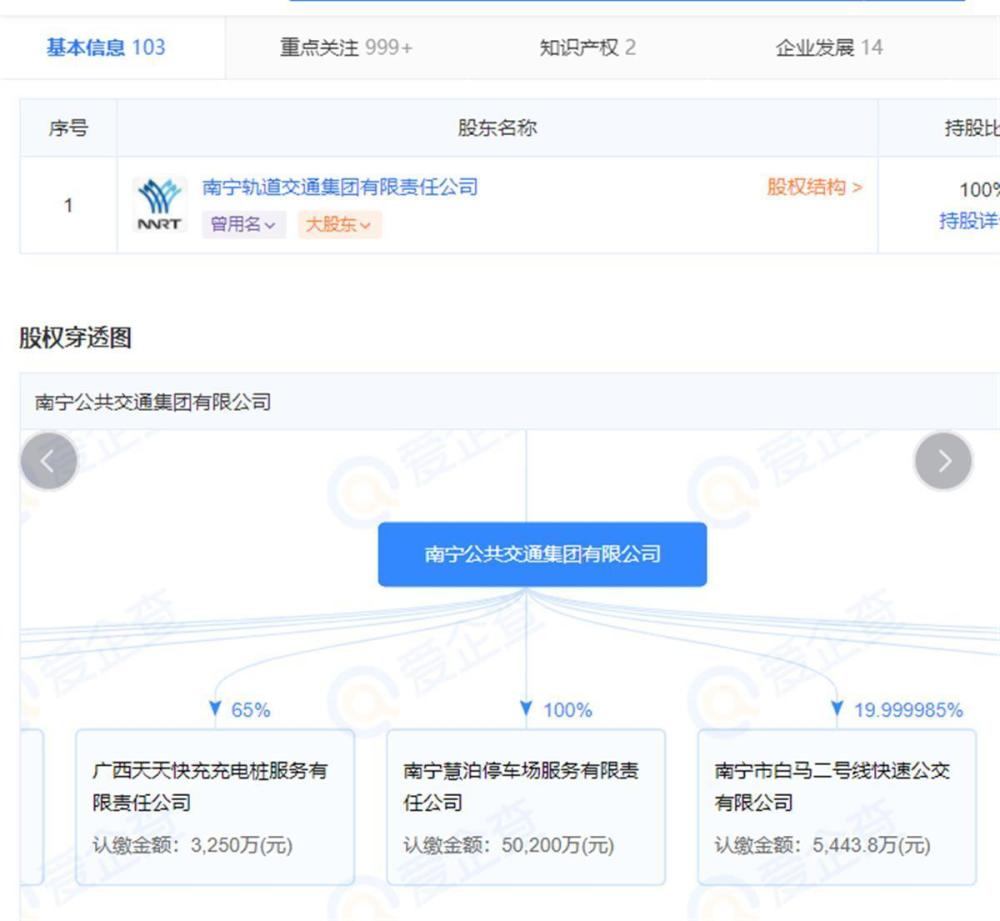 基本信息 103
重点关注 999+
知识产权 2
企业发展 14
序号
股东名称
持股比
1
NNRT
南宁轨道交通集团有限责任公司
股权结构 >
100%
曾用名
大股东
持股详
股权穿透图
南宁公共交通集团有限公司
南宁公共交通集团有限公司
65%
100%
19.999985%
广西天天快充充电桩服务有
限责任公司
认缴金额：3,250万(元)
南宁慧泊停车场服务有限责
任公司
认缴金额：50,200万(元)
南宁市白马二号线快速公交
有限公司
认缴金额：5,443.8万(元)
爱企查